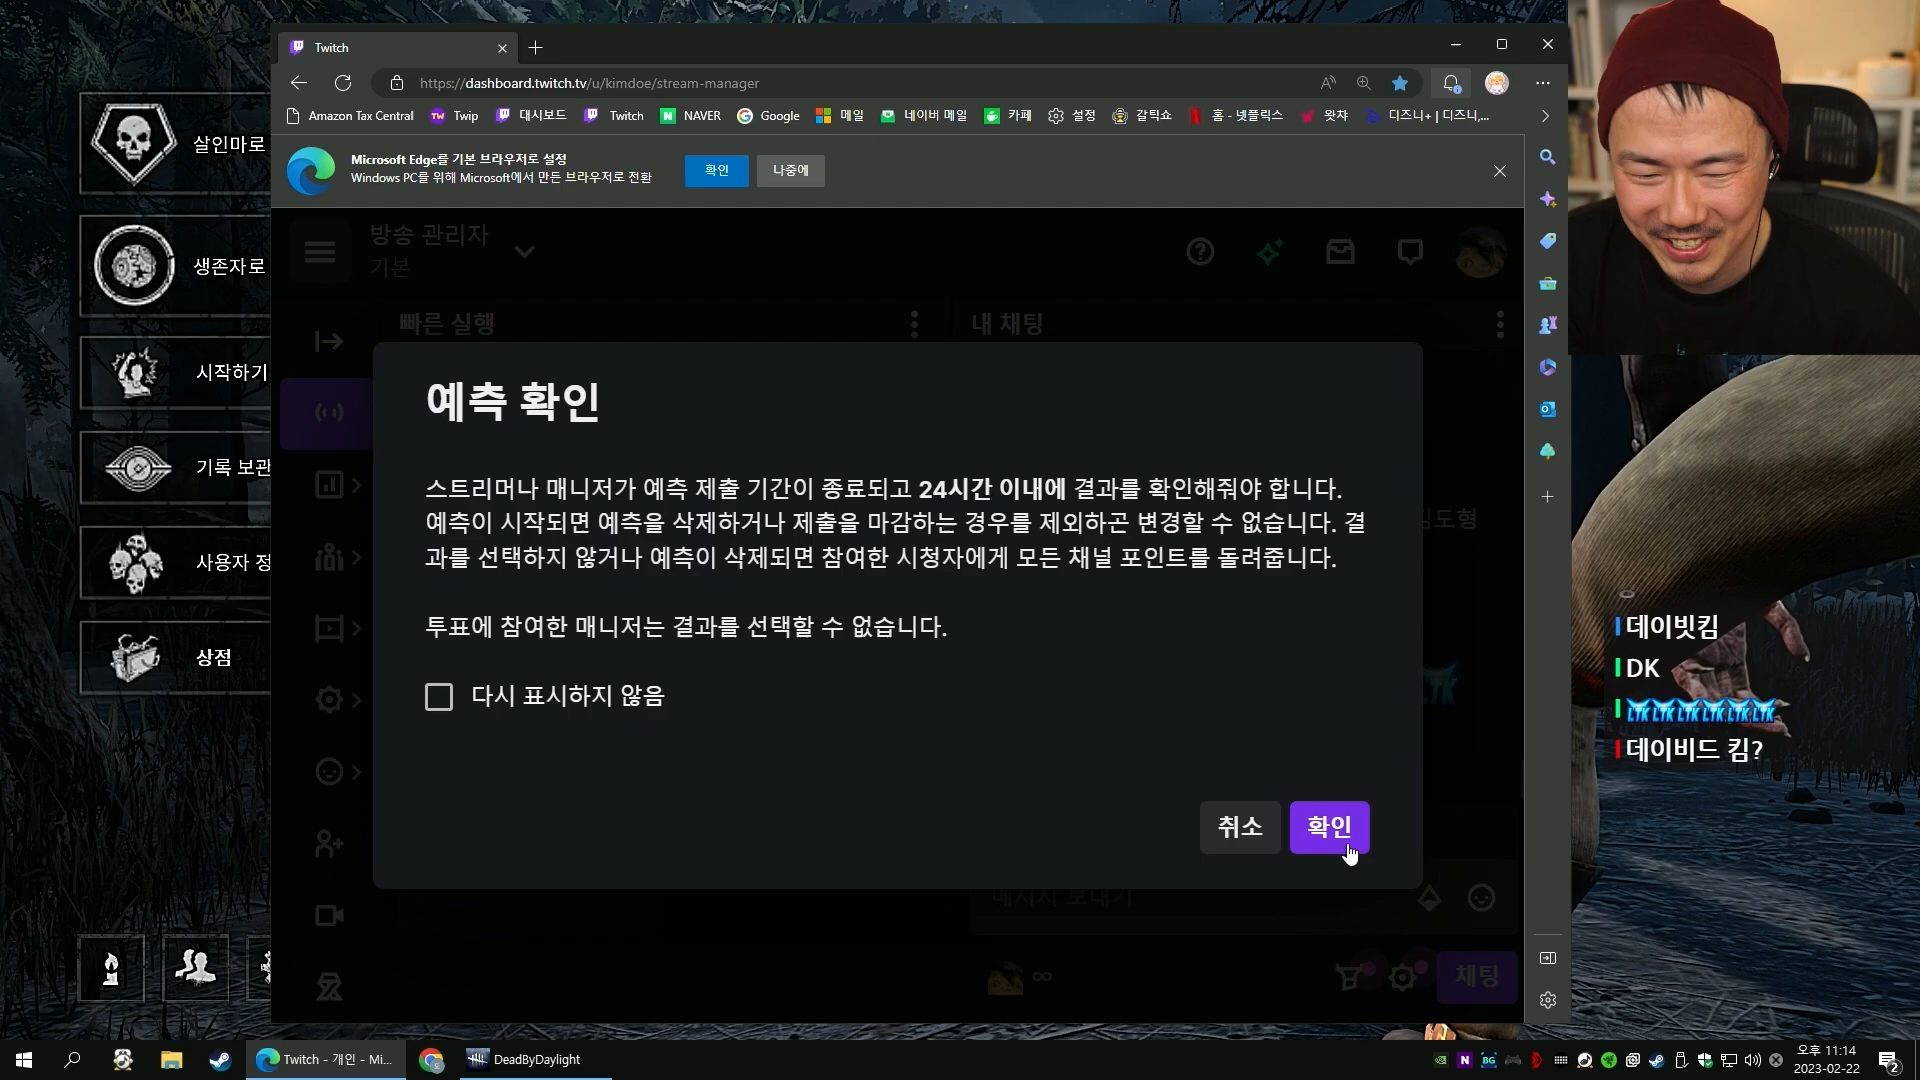 Twitch
https://dashboard.twitch.tv/u/kimdoe/stream-manager
Amazon Tax Central
Twip
대시보드
Twitch
NAVER
Google
메일
네이버 메일
카페
설정
갈틱쇼
홈 - 넷플릭스
왓챠
디즈니+ | 디즈니,...
Microsoft Edge를 기본 브라우저로 설정
Windows PC를 위해 Microsoft에서 만든 브라우저로 전환
확인
나중에
살인마로
생존자로
시작하기
기록 보관
사용자 정
상점
방송 관리자
기본
빠른 실행
내 채팅
예측 확인
스트리머나 매니저가 예측 제출 기간이 종료되고 24시간 이내에 결과를 확인해줘야 합니다.
예측이 시작되면 예측을 삭제하거나 제출을 마감하는 경우를 제외하곤 변경할 수 없습니다. 결
과를 선택하지 않거나 예측이 삭제되면 참여한 시청자에게 모든 채널 포인트를 돌려줍니다.
투표에 참여한 매니저는 결과를 선택할 수 없습니다.
다시 표시하지 않음
취소
확인
메시지 보내기
채팅
데이빗킴
DK
LTK LTK LTK LTK LTK LTK
데이비드 킴?
Twitch - 개인 - Mi...
DeadByDaylight
오후 11:14
2023-02-22
2